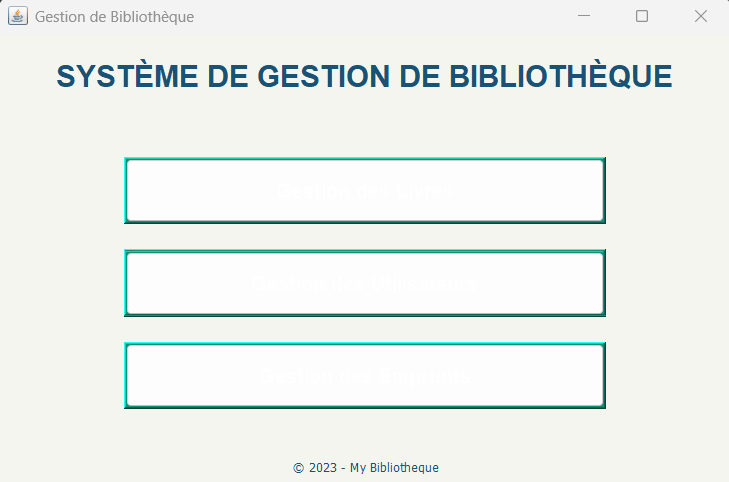 Gestion de Bibliothèque
SYSTÈME DE GESTION DE BIBLIOTHÈQUE
Gestion des Livres
Gestion des
Gestion des Emprunts
© 2023 - My Bibliotheque